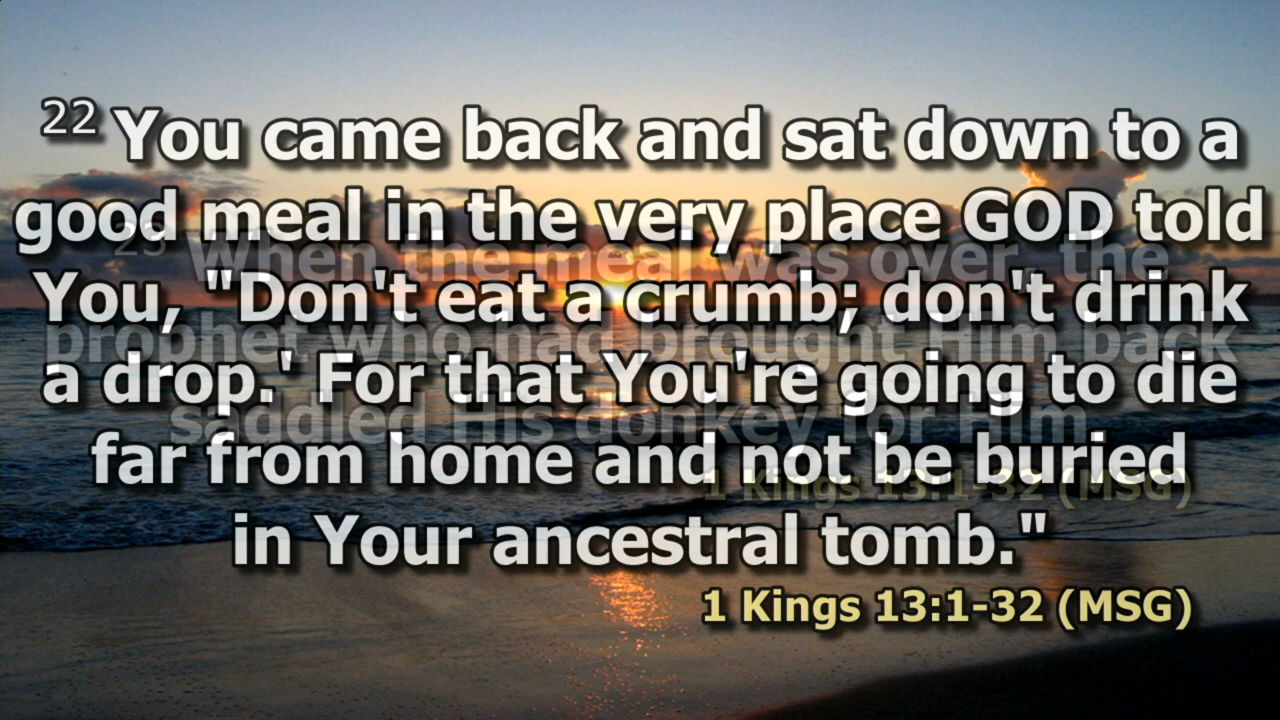 22 You came back and sat down to a
good meal in the very place GOD told
You, "Don't eat a crumb; don't drink
a drop.' For that You're going to die
far from home and not be buried
in Your ancestral tomb."
1 Kings 13:1-32 (MSG)
23 When the meal was over, the
prophet who had brought Him back
saddled His donkey for Him
1 Kings 13:1-32 (MSG)